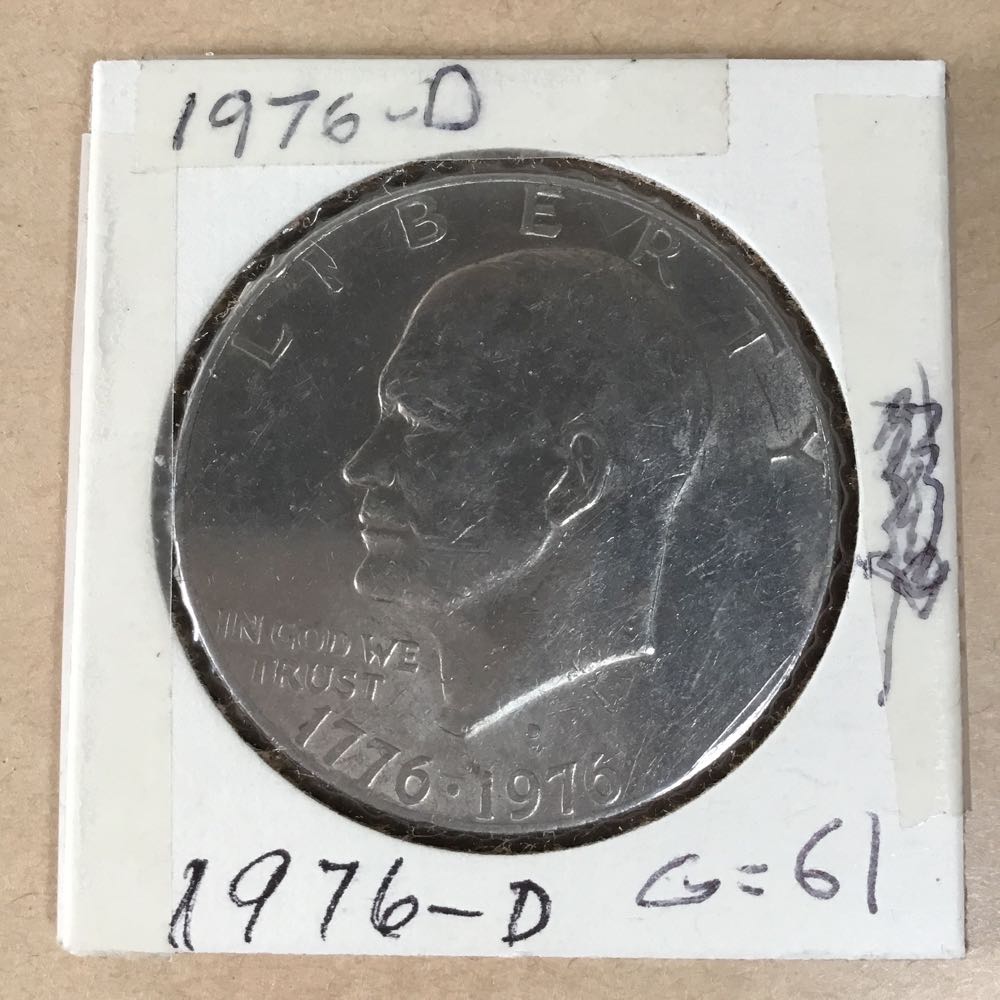 1976-D
LIBERTY
IN GOD WE
TRUST
D
1776·1976
1976-D G=61